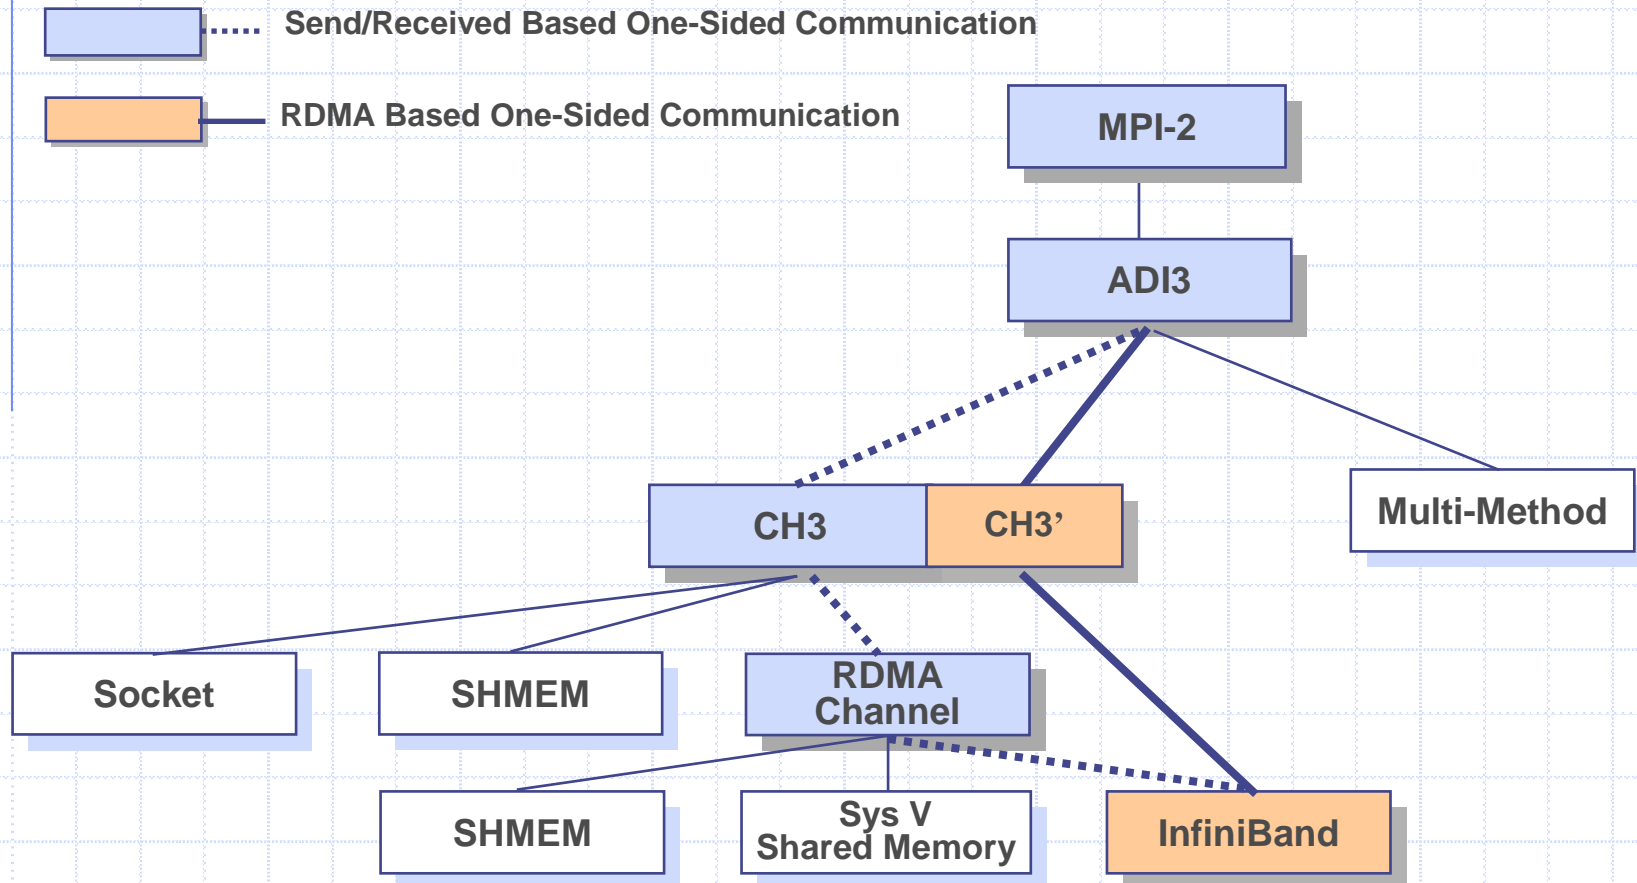 Send/Received Based One-Sided Communication
RDMA Based One-Sided Communication
MPI-2
ADI3
CH3
CH3’
Multi-Method
Socket
SHMEM
RDMA
Channel
SHMEM
Sys V
Shared Memory
InfiniBand